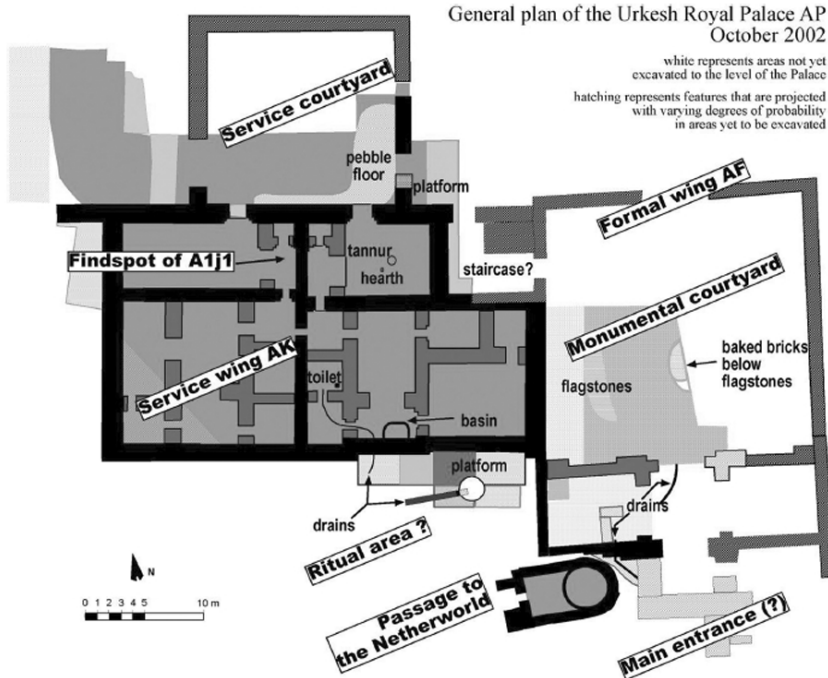 General plan of the Urkesh Royal Palace AP
October 2002
white represents areas not yet
excavated to the level of the Palace
hatching represents features that are projected
with varying degrees of probability
in areas yet to be excavated
Service courtyard
pebble
floor
platform
Formal wing AF
Findspot of A1j1
tannur
hearth
staircase?
Monumental courtyard
baked bricks
below
flagstones
flagstones
Service wing AK
toilet
basin
platform
drains
drains
Ritual area ?
N
0 1 2 3 4 5 10 m
Passage to
the Netherworld
Main entrance (?)